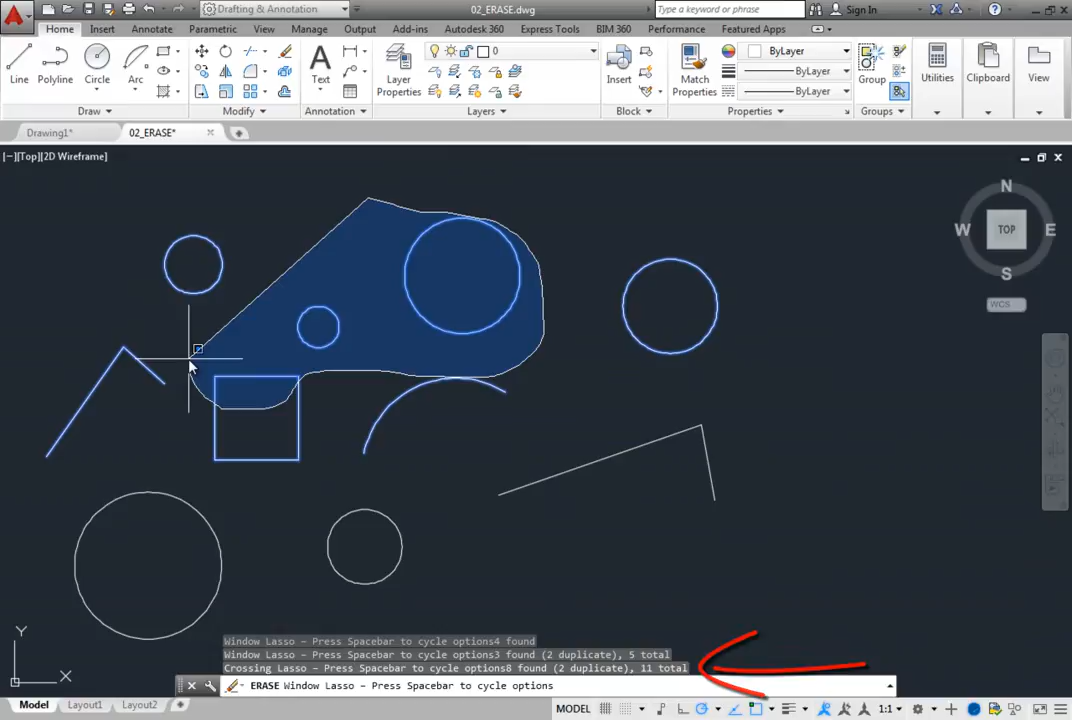 Drafting & Annotation
02_ERASE.dwg
Type a keyword or phrase
Sign In
Home Insert Annotate Parametric View Manage Output Add-ins Autodesk 360 Express Tools BIM 360 Performance Featured Apps
Line Polyline Circle Arc
Text
Layer Properties
0
Insert
Match Properties
ByLayer
ByLayer
ByLayer
Group
Utilities Clipboard View
Draw Modify Annotation Layers Block Properties Groups
Drawing1* 02_ERASE*
[−][Top][2D Wireframe]
N
W TOP E
S
WCS
Y
X
Window Lasso – Press Spacebar to cycle options4 found
Window Lasso – Press Spacebar to cycle options3 found (2 duplicate), 5 total
Crossing Lasso – Press Spacebar to cycle options8 found (2 duplicate), 11 total
ERASE Window Lasso – Press Spacebar to cycle options
Model Layout1 Layout2
MODEL 1:1